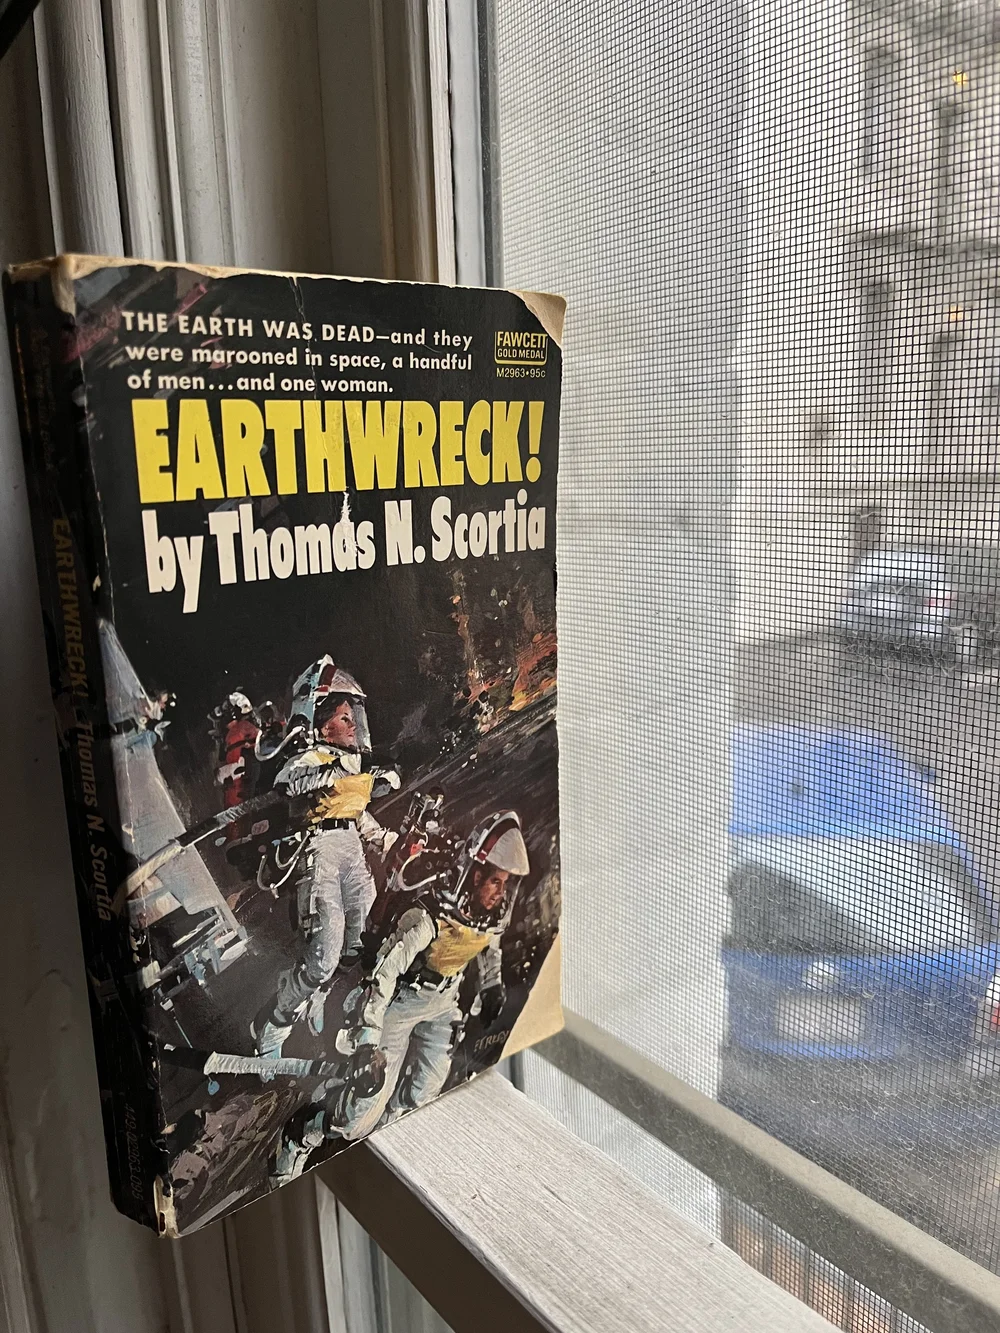 THE EARTH WAS DEAD—and they
were marooned in space, a handful
of men...and one woman.
FAWCETT
GOLD MEDAL
M2963•95c
EARTHWRECK!
by Thomas N. Scortia
EARTHWRECK! Thomas N. Scortia